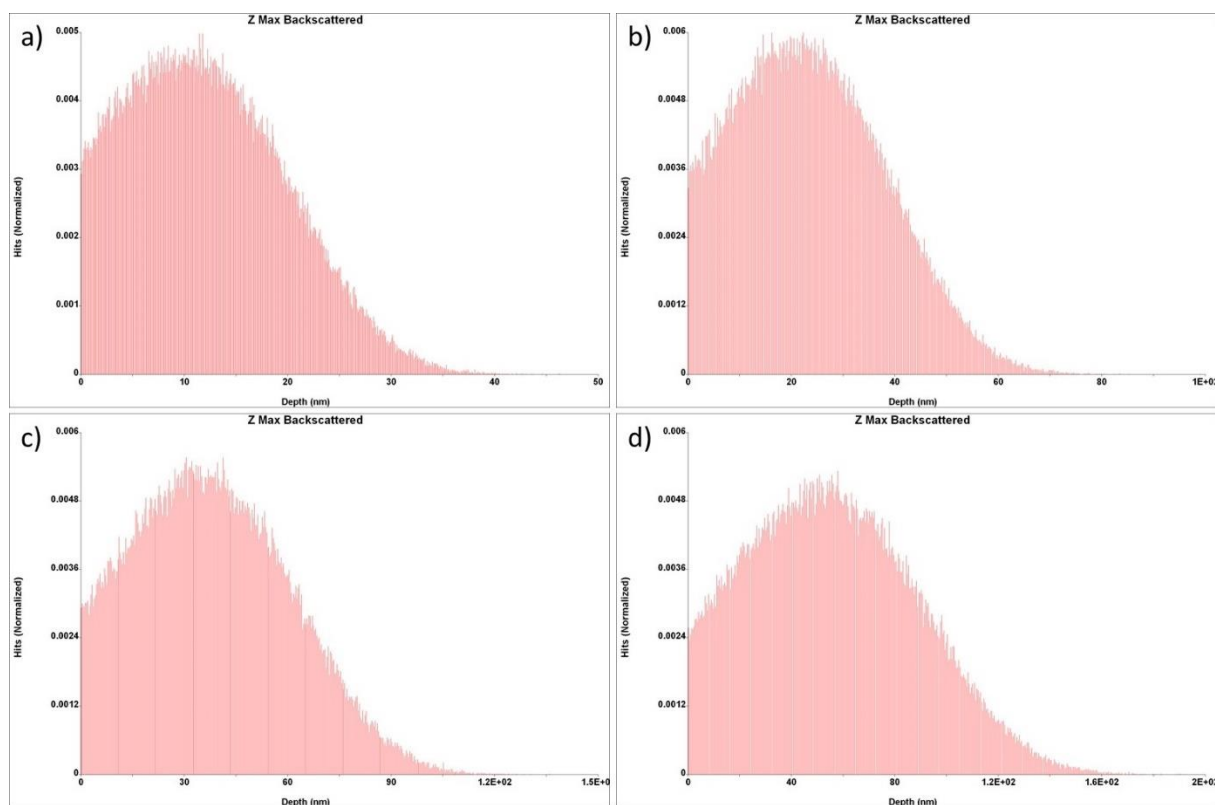 a)
Z Max Backscattered
0.005
0.004
0.003
0.002
0.001
0
Hits (Normalized)
0 10 20 30 40 50
Depth (nm)
b)
Z Max Backscattered
0.006
0.0048
0.0036
0.0024
0.0012
0
Hits (Normalized)
0 20 40 60 80 1E+0
Depth (nm)
c)
Z Max Backscattered
0.006
0.0048
0.0036
0.0024
0.0012
0
Hits (Normalized)
0 30 60 90 1.2E+02 1.5E+
Depth (nm)
d)
Z Max Backscattered
0.006
0.0048
0.0036
0.0024
0.0012
0
Hits (Normalized)
0 40 80 1.2E+02 1.6E+02 2E+0
Depth (nm)